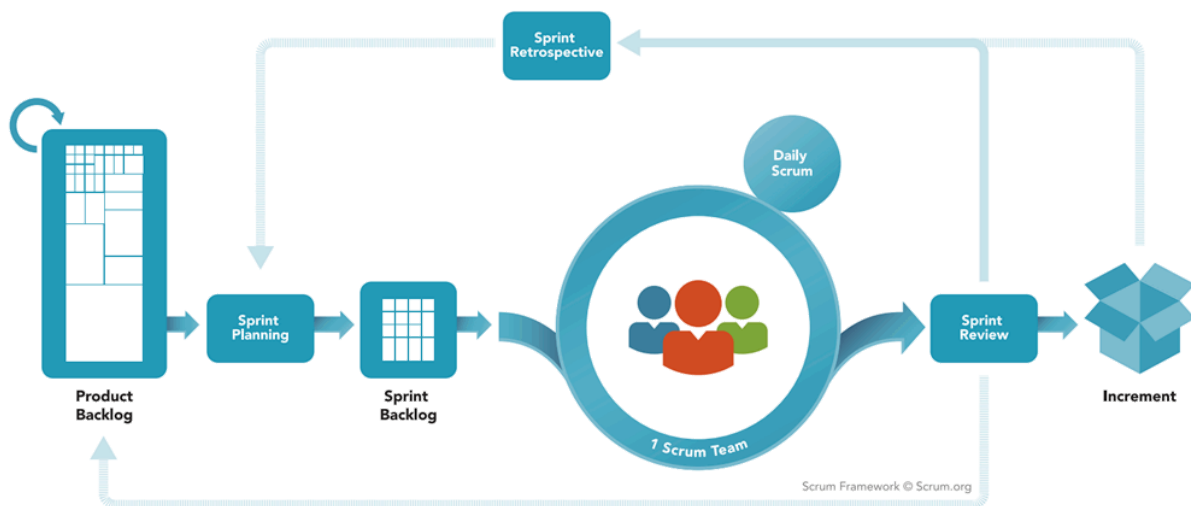 Sprint
Retrospective
Daily
Scrum
Sprint
Planning
Sprint
Review
Product
Backlog
Sprint
Backlog
Increment
1 Scrum Team
Scrum Framework © Scrum.org